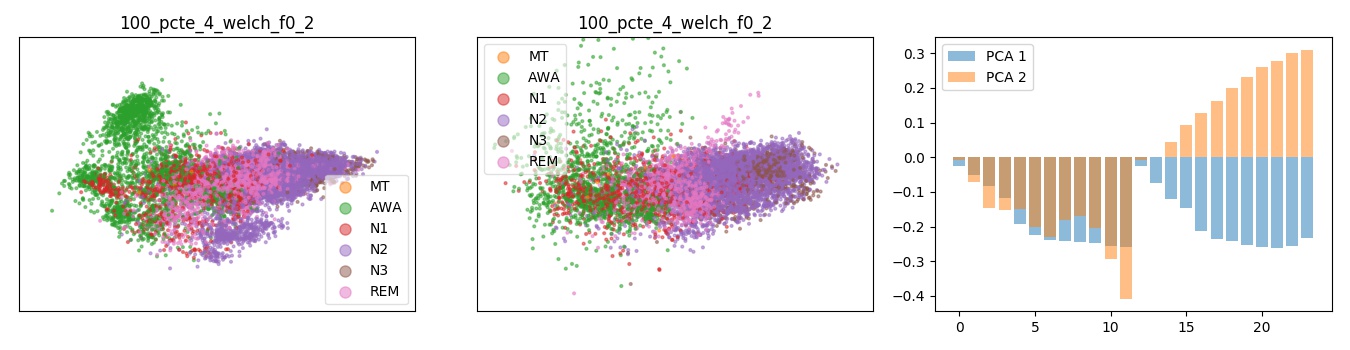 100_pcte_4_welch_f0_2
MT
AWA
N1
N2
N3
REM
100_pcte_4_welch_f0_2
MT
AWA
N1
N2
N3
REM
PCA 1
PCA 2
0.3
0.2
0.1
0.0
−0.1
−0.2
−0.3
−0.4
0 5 10 15 20